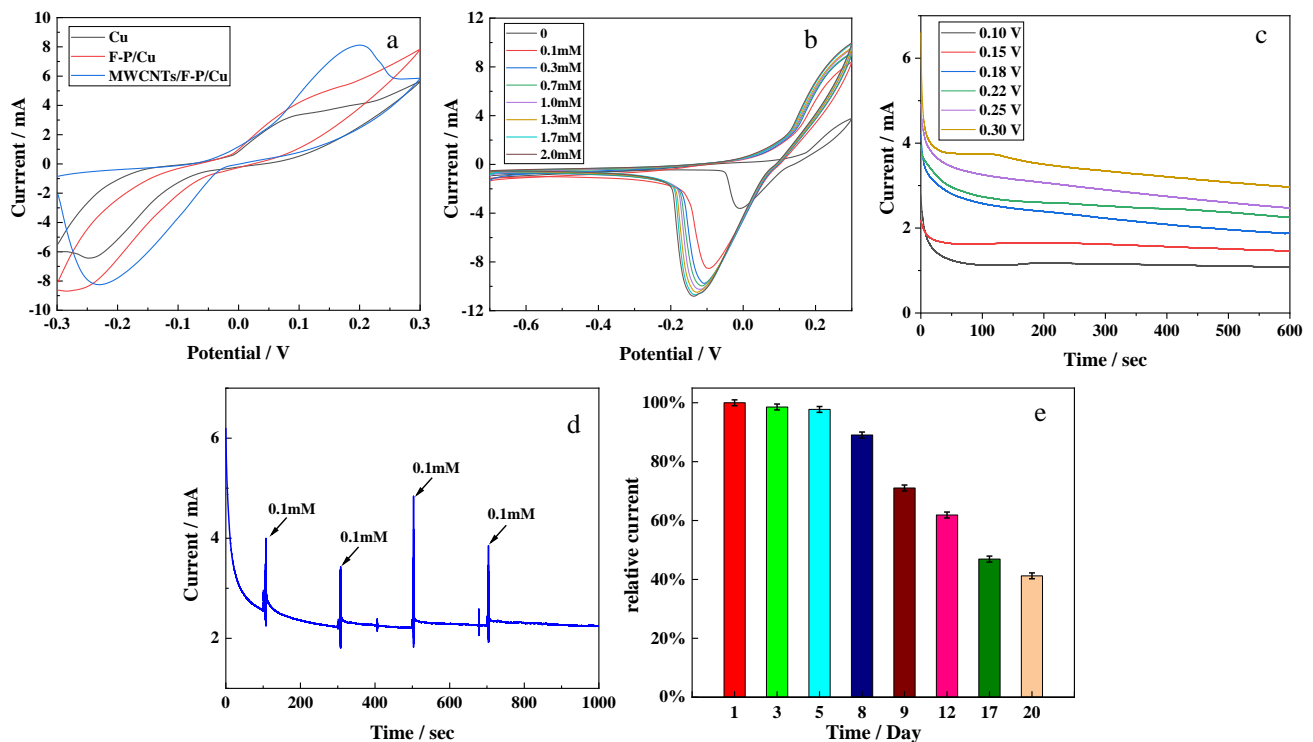 a
Cu
F-P/Cu
MWCNTs/F-P/Cu
10
8
6
4
2
0
-2
-4
-6
-8
-10
Currrent / mA
-0.3
-0.2
-0.1
0.0
0.1
0.2
0.3
Potential / V
b
0
0.1mM
0.3mM
0.7mM
1.0mM
1.3mM
1.7mM
2.0mM
12
8
4
0
-4
-8
-12
Currrent / mA
-0.6
-0.4
-0.2
0.0
0.2
Potential / V
c
0.10 V
0.15 V
0.18 V
0.22 V
0.25 V
0.30 V
6
4
2
0
Currrent / mA
0
100
200
300
400
500
600
Time / sec
d
0.1mM
0.1mM
0.1mM
0.1mM
6
4
2
Current / mA
0
200
400
600
800
1000
Time / sec
e
100%
80%
60%
40%
20%
0%
relative current
1
3
5
8
9
12
17
20
Time / Day